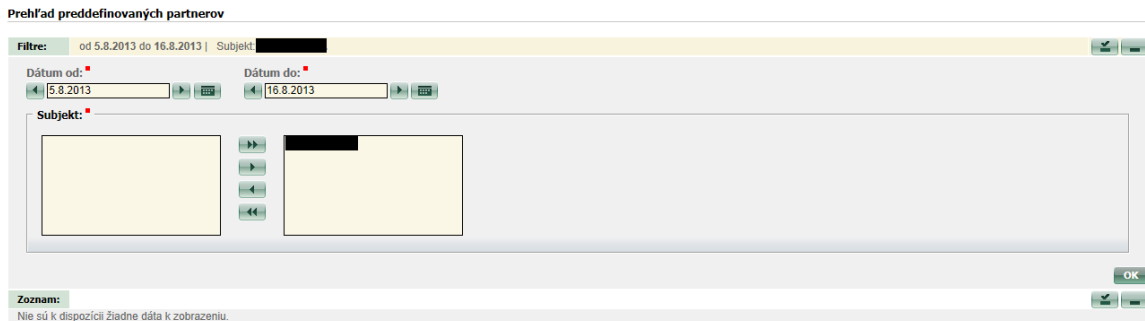 Prehľad preddefinovaných partnerov
Filtre: od 5.8.2013 do 16.8.2013 | Subjekt:
Dátum od: Dátum do:
5.8.2013 16.8.2013
Subjekt:
OK
Zoznam:
Nie sú k dispozícii žiadne dáta k zobrazeniu.